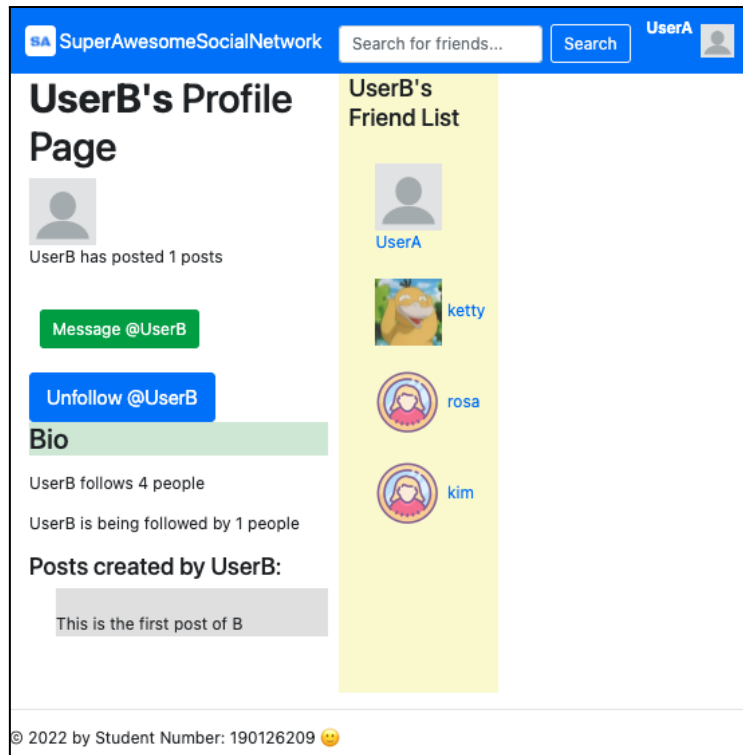 SA SuperAwesomeSocialNetwork
Search for friends...
Search
UserA
UserB's Profile
Page
UserB has posted 1 posts
Message @UserB
Unfollow @UserB
Bio
UserB follows 4 people
UserB is being followed by 1 people
Posts created by UserB:
This is the first post of B
UserB's
Friend List
UserA
ketty
rosa
kim
© 2022 by Student Number: 190126209 🙂